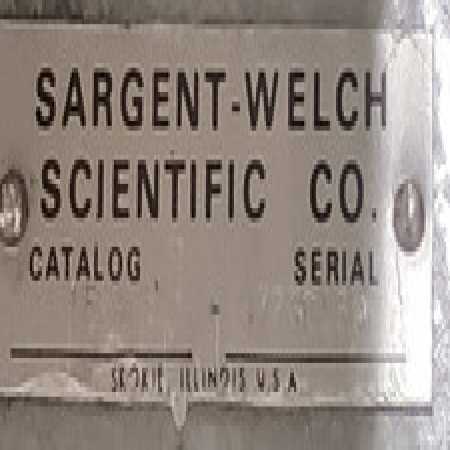 SARGENT-WELCH
SCIENTIFIC CO.
CATALOG SERIAL
SKOKIE, ILLINOIS U.S.A